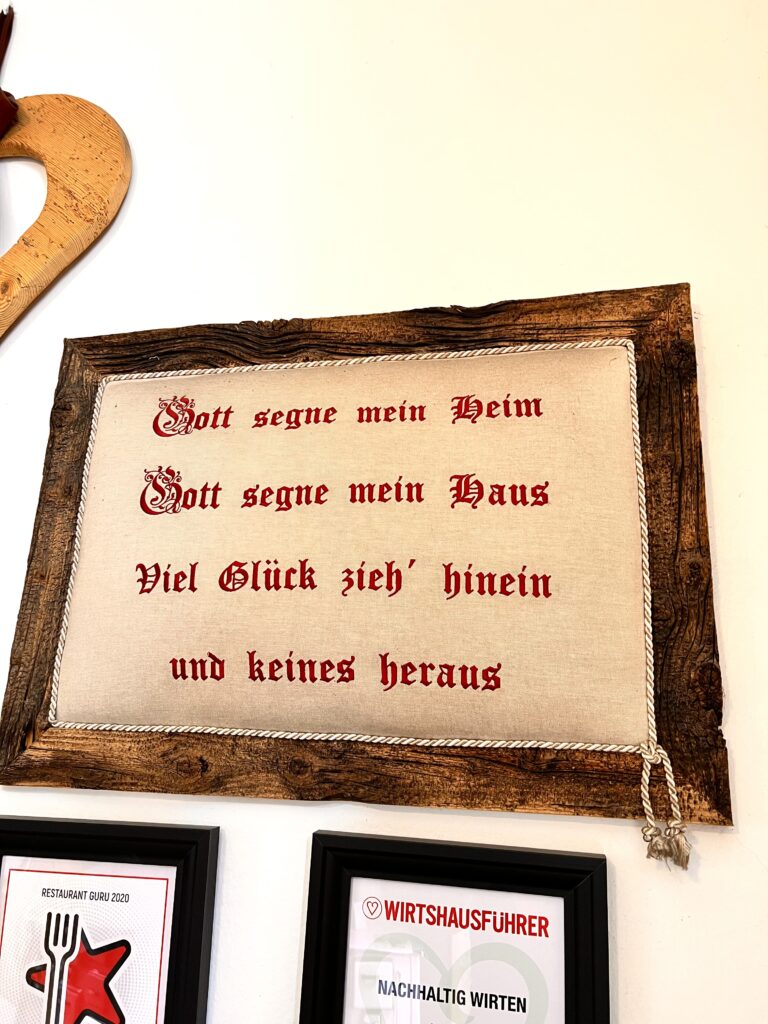 Gott segne mein Heim
Gott segne mein Haus
Viel Glück zieh' hinein
und keines heraus
RESTAURANT GURU 2020
WIRTSHAUSFÜHRER
NACHHALTIG WIRTEN